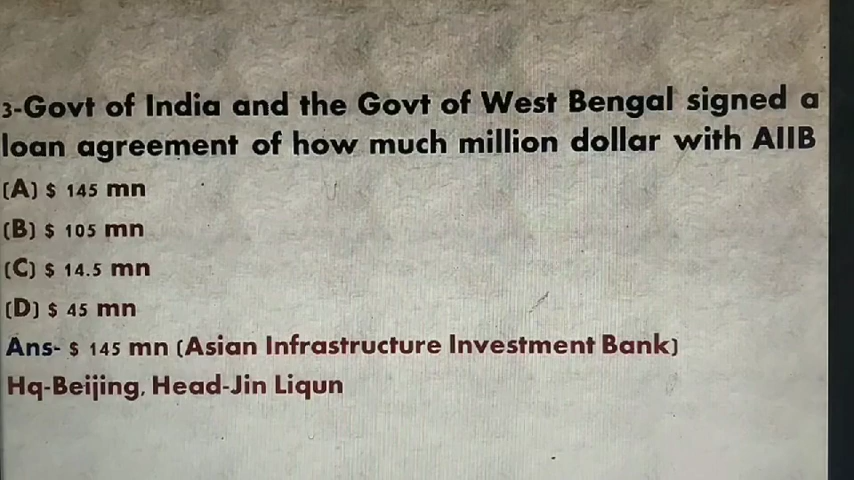 3-Govt of India and the Govt of West Bengal signed a
loan agreement of how much million dollar with AIIB
(A) $ 145 mn
(B) $ 105 mn
(C) $ 14.5 mn
(D) $ 45 mn
Ans- $ 145 mn (Asian Infrastructure Investment Bank)
Hq-Beijing, Head-Jin Liqun